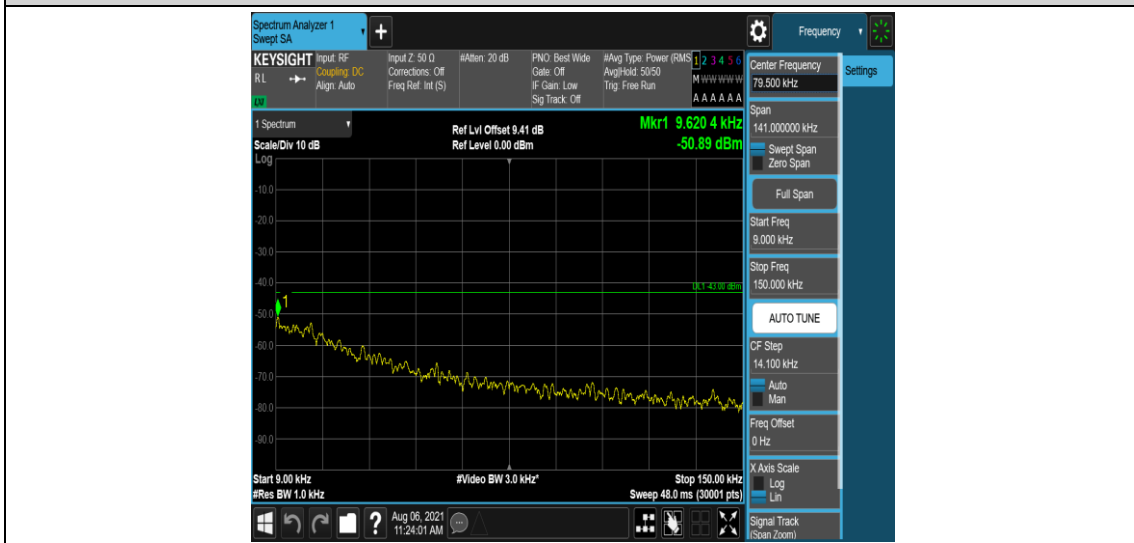 Spectrum Analyzer 1
Swept SA
+
Frequency
KEYSIGHT
RL
LXI
Input: RF
Coupling: DC
Align: Auto
Input Z: 50 Ω
Corrections: Off
Freq Ref: Int (S)
#Atten: 20 dB
PNO: Best Wide
Gate: Off
IF Gain: Low
Sig Track: Off
#Avg Type: Power (RMS
Avg|Hold: 50/50
Trig: Free Run
1 2 3 4 5 6
M W W W W W
A A A A A A
1 Spectrum
Scale/Div 10 dB
Log
Ref Lvl Offset 9.41 dB
Ref Level 0.00 dBm
Mkr1 9.620 4 kHz
-50.89 dBm
-10.0
-20.0
-30.0
-40.0
DL1 -43.00 dBm
1
-50.0
-60.0
-70.0
-80.0
-90.0
Start 9.00 kHz
#Res BW 1.0 kHz
#Video BW 3.0 kHz*
Stop 150.00 kHz
Sweep 48.0 ms (30001 pts)
?
Aug 06, 2021
11:24:01 AM
Center Frequency
79.500 kHz
Settings
Span
141.000000 kHz
Swept Span
Zero Span
Full Span
Start Freq
9.000 kHz
Stop Freq
150.000 kHz
AUTO TUNE
CF Step
14.100 kHz
Auto
Man
Freq Offset
0 Hz
X Axis Scale
Log
Lin
Signal Track
(Span Zoom)